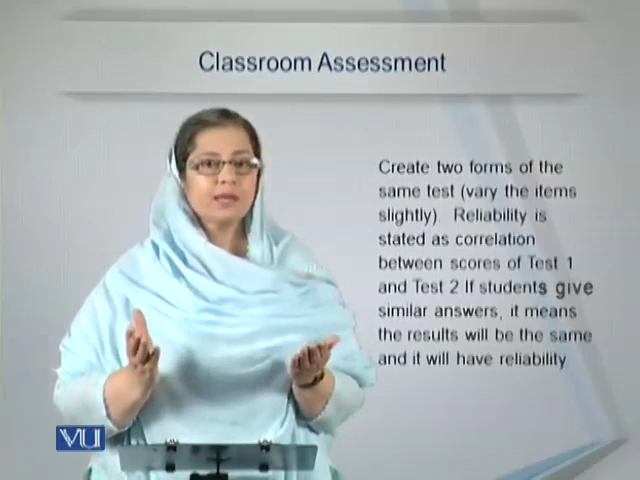 Classroom Assessment
Create two forms of the
same test (vary the items
slightly). Reliability is
stated as correlation
between scores of Test 1
and Test 2 If students give
similar answers, it means
the results will be the same
and it will have reliability
VU